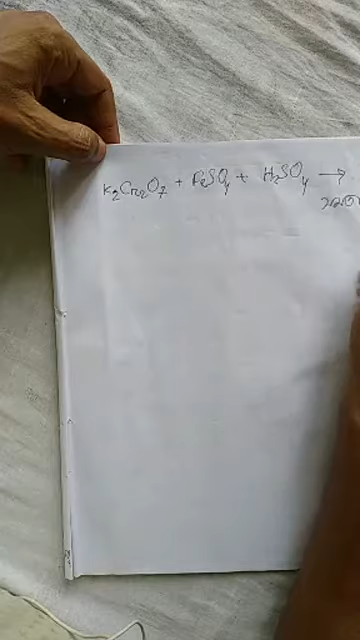 K₂Cr₂O₇ + FeSO₄ + H₂SO₄ →